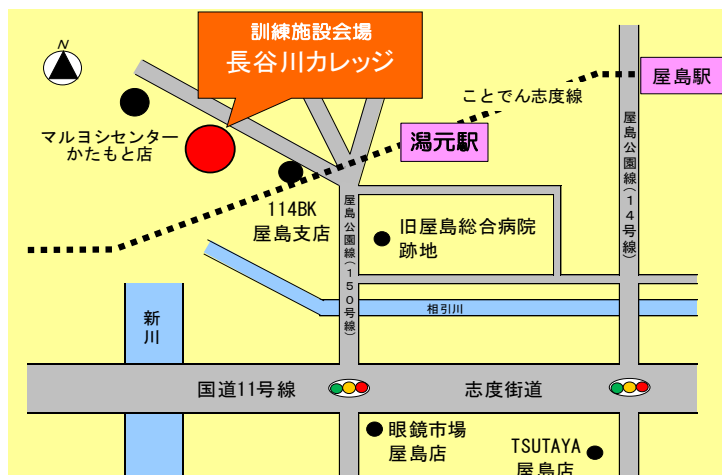 N
訓練施設会場
長谷川カレッジ
屋島駅
ことでん志度線
マルヨシセンター
かたもと店
潟元駅
屋島公園線(14号線)
114BK
屋島支店
屋島公園線(150号線)
旧屋島総合病院
跡地
新川
相引川
国道11号線
志度街道
眼鏡市場
屋島店
TSUTAYA
屋島店